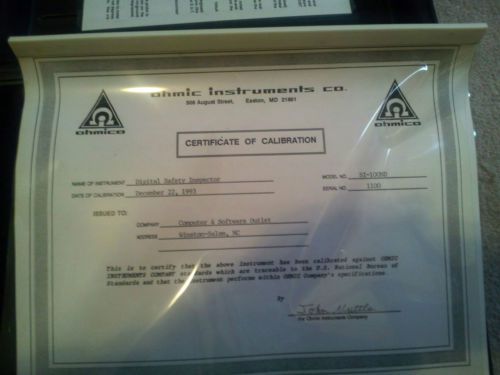 ohmic instruments co.
508 August Street, Easton, MD 21601
ohmico
ohmico
CERTIFICATE OF CALIBRATION
NAME OF INSTRUMENT Digital Safety Inspector
MODEL NO. SI-100ND
DATE OF CALIBRATION December 22, 1993
SERIAL NO. 1100
ISSUED TO:
COMPANY Computer & Software Outlet
ADDRESS Winston-Salem, NC
This is to certify that the above Instrument has been calibrated against OHMIC
INSTRUMENTS COMPANY standards which are traceable to the U.S. National Bureau of
Standards and that the instrument performs within OHMIC Company's specifications.
By
John
for Ohmic Instruments Company